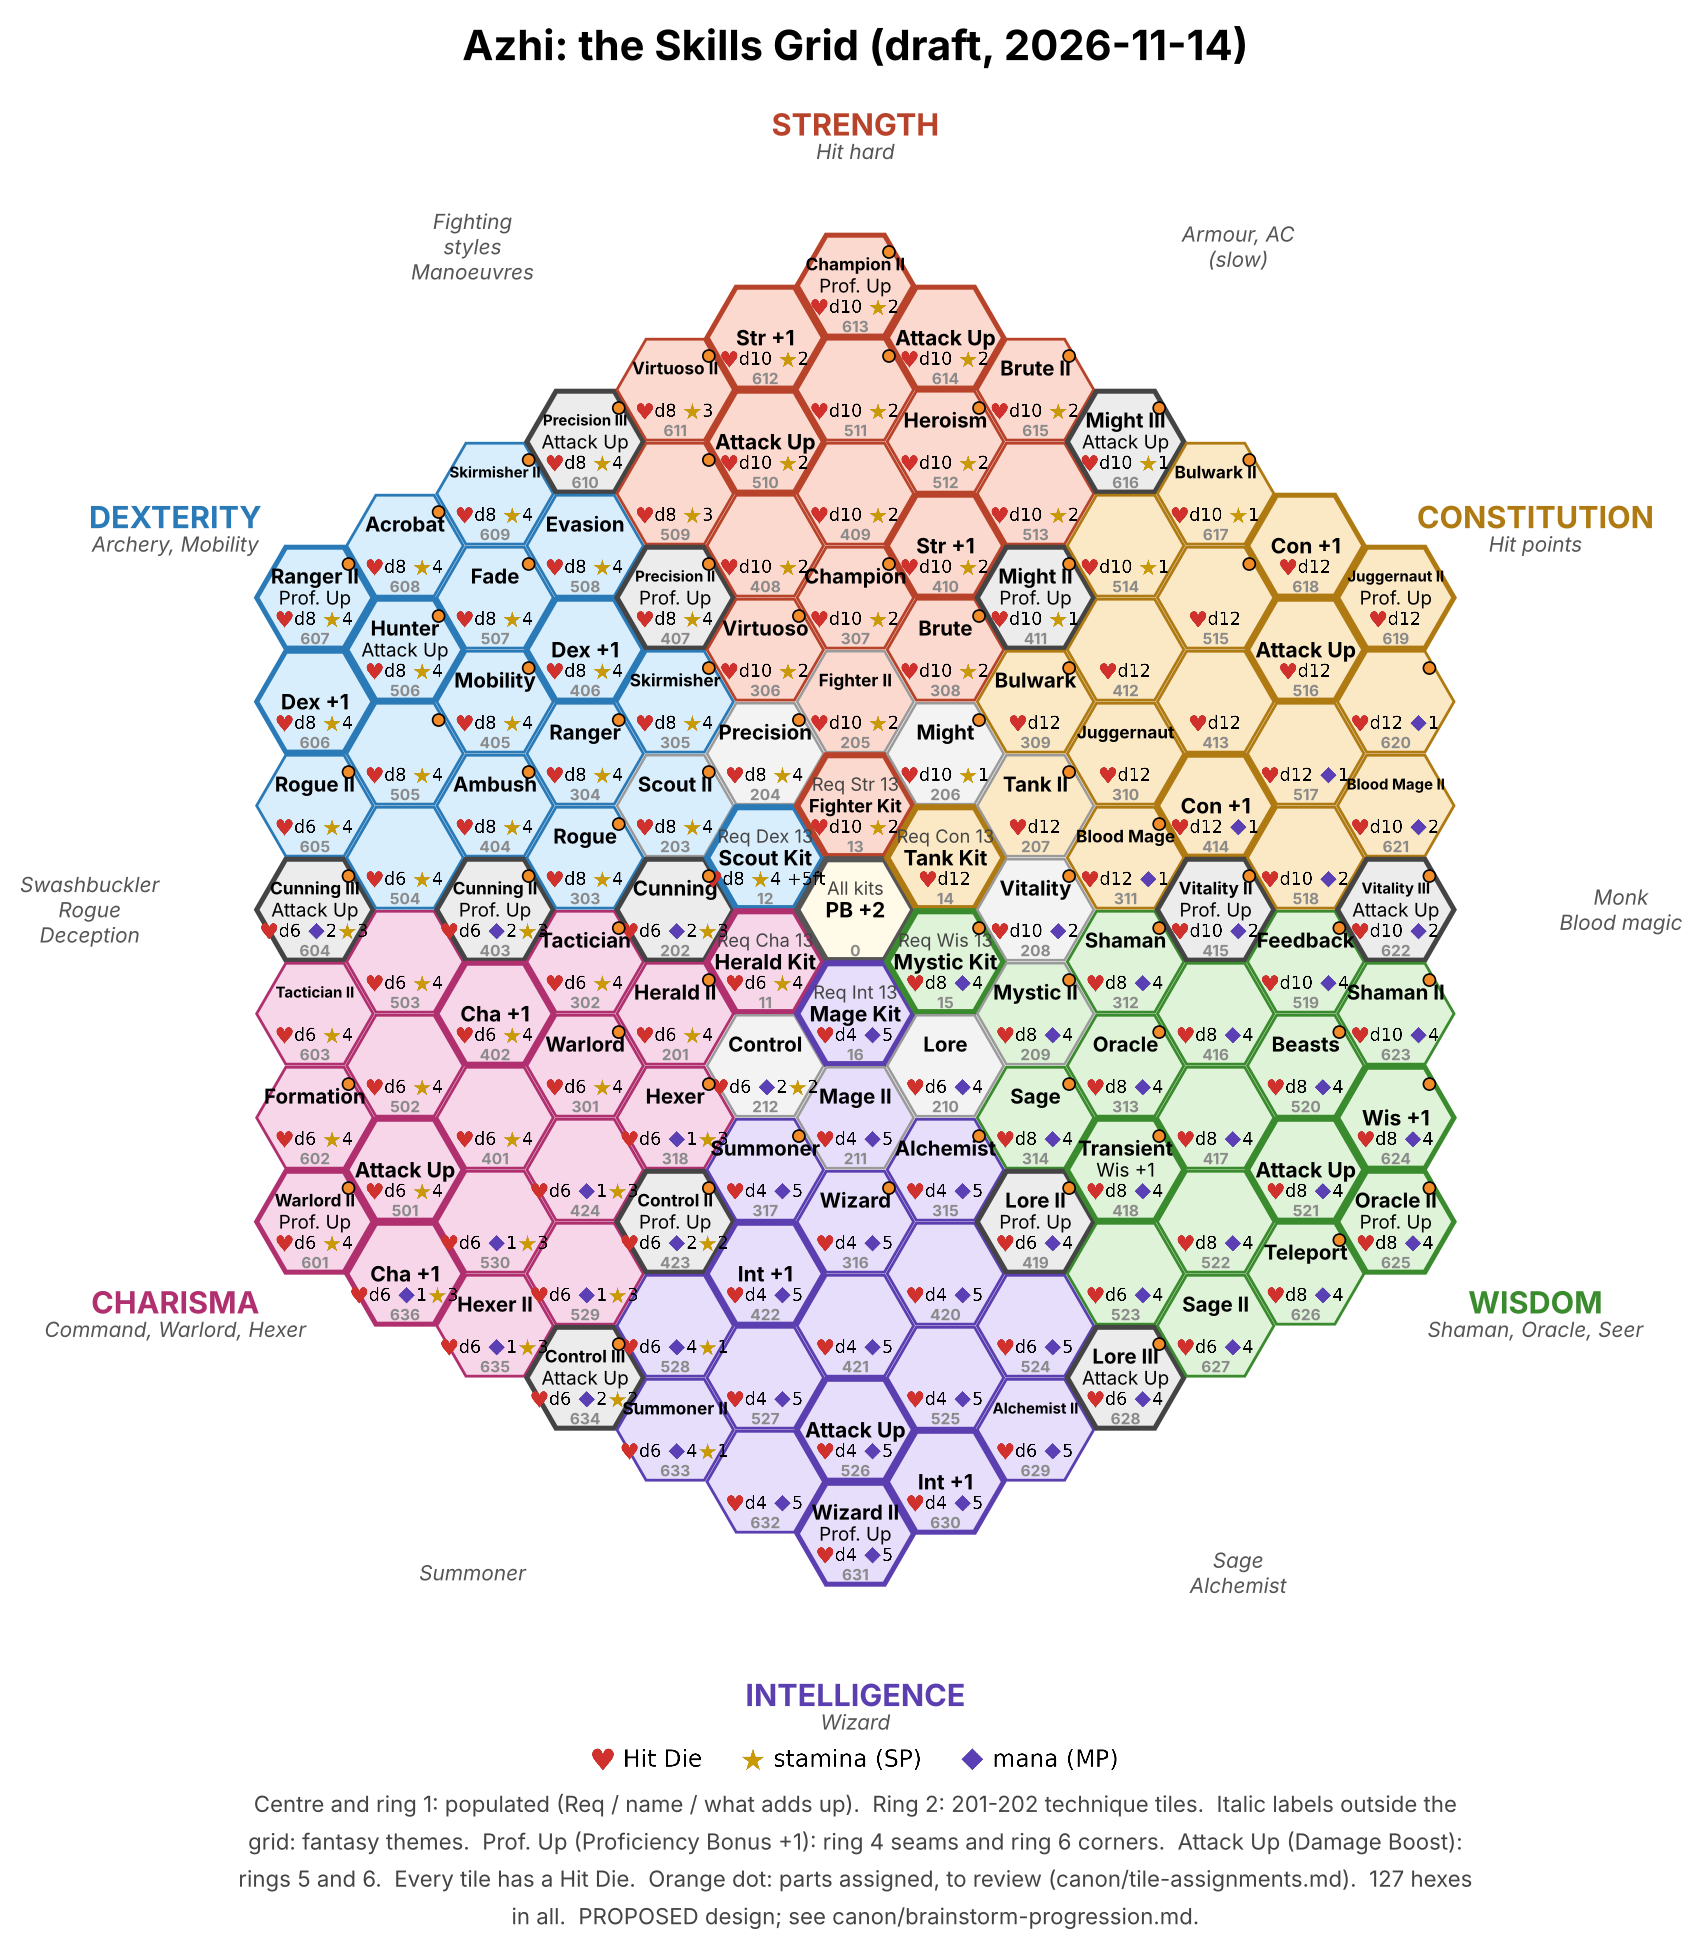 Azhi: the Skills Grid (draft, 2026-11-14)
STRENGTH
Hit hard
Fighting
styles
Manoeuvres
Armour, AC
(slow)
Champion II
Prof. Up
♥d10 ★2
613
Str +1
♥d10 ★2
612
Attack Up
♥d10 ★2
614
Virtuoso II
♥d8 ★3
611
♥d10 ★2
511
Brute II
♥d10 ★2
615
Precision III
Attack Up
♥d8 ★4
610
Attack Up
♥d10 ★2
510
Heroism
♥d10 ★2
512
Might III
Attack Up
♥d10 ★1
616
Skirmisher II
♥d8 ★4
609
♥d8 ★3
509
♥d10 ★2
409
♥d10 ★2
513
Bulwark II
♥d10 ★1
617
DEXTERITY
Archery, Mobility
CONSTITUTION
Hit points
Acrobat
♥d8 ★4
608
Evasion
♥d8 ★4
508
♥d10 ★2
408
Str +1
♥d10 ★2
410
♥d10 ★1
514
Con +1
♥d12
618
Ranger II
Prof. Up
♥d8 ★4
607
Fade
♥d8 ★4
507
Precision II
Prof. Up
♥d8 ★4
407
Champion
♥d10 ★2
307
Might II
Prof. Up
♥d10 ★1
411
♥d12
515
Juggernaut II
Prof. Up
♥d12
619
Hunter
Attack Up
♥d8 ★4
506
Dex +1
♥d8 ★4
406
Virtuoso
♥d10 ★2
306
Brute
♥d10 ★2
308
♥d12
412
Attack Up
♥d12
516
Dex +1
♥d8 ★4
606
Mobility
♥d8 ★4
405
Skirmisher
♥d8 ★4
305
Fighter II
♥d10 ★2
205
Bulwark
♥d12
309
♥d12
413
♥d12 ◆1
620
♥d8 ★4
505
Ranger
♥d8 ★4
304
Precision
♥d8 ★4
204
Might
♥d10 ★1
206
Juggernaut
♥d12
310
♥d12 ◆1
517
Rogue II
♥d6 ★4
605
Ambush
♥d8 ★4
404
Scout II
♥d8 ★4
203
Req Str 13
Fighter Kit
♥d10 ★2
13
Tank II
♥d12
207
Con +1
♥d12 ◆1
414
Blood Mage II
♥d10 ◆2
621
♥d6 ★4
504
Rogue
♥d8 ★4
303
Req Dex 13
Scout Kit
d8 ★4 +5ft
12
Req Con 13
Tank Kit
♥d12
14
Blood Mage
♥d12 ◆1
311
♥d10 ◆2
518
Swashbuckler
Rogue
Deception
Monk
Blood magic
Cunning III
Attack Up
♥d6 ◆2 ★3
604
Cunning II
Prof. Up
♥d6 ◆2 ★3
403
Cunning
♥d6 ◆2 ★3
202
All kits
PB +2
0
Vitality
♥d10 ◆2
208
Vitality II
Prof. Up
♥d10 ◆2
415
Vitality III
Attack Up
♥d10 ◆2
622
♥d6 ★4
503
Tactician
♥d6 ★4
302
Req Cha 13
Herald Kit
♥d6 ★4
11
Req Wis 13
Mystic Kit
♥d8 ◆4
15
Shaman
♥d8 ◆4
312
Feedback
♥d10 ◆4
519
Tactician II
♥d6 ★4
603
Cha +1
♥d6 ★4
402
Herald II
♥d6 ★4
201
Req Int 13
Mage Kit
♥d4 ◆5
16
Mystic II
♥d8 ◆4
209
♥d8 ◆4
416
Shaman II
♥d10 ◆4
623
♥d6 ★4
502
Warlord
♥d6 ★4
301
Control
♥d6 ◆2 ★2
212
Lore
♥d6 ◆4
210
Oracle
♥d8 ◆4
313
Beasts
♥d8 ◆4
520
Formation
♥d6 ★4
602
♥d6 ★4
401
Hexer
♥d6 ◆1 ★3
318
Mage II
♥d4 ◆5
211
Sage
♥d8 ◆4
314
♥d8 ◆4
417
Wis +1
♥d8 ◆4
624
Attack Up
♥d6 ★4
501
♥d6 ◆1 ★3
424
Summoner
♥d4 ◆5
317
Alchemist
♥d4 ◆5
315
Transient
Wis +1
♥d8 ◆4
418
Attack Up
♥d8 ◆4
521
Warlord II
Prof. Up
♥d6 ★4
601
♥d6 ◆1 ★3
530
Control II
Prof. Up
♥d6 ◆2 ★2
423
Wizard
♥d4 ◆5
316
Lore II
Prof. Up
♥d6 ◆4
419
♥d8 ◆4
522
Oracle II
Prof. Up
♥d8 ◆4
625
CHARISMA
Command, Warlord, Hexer
WISDOM
Shaman, Oracle, Seer
Cha +1
♥d6 ◆1 ★3
636
♥d6 ◆1 ★3
529
Int +1
♥d4 ◆5
422
♥d4 ◆5
420
♥d6 ◆4
523
Teleport
♥d8 ◆4
626
Hexer II
♥d6 ◆1 ★3
635
♥d6 ◆4 ★1
528
♥d4 ◆5
421
♥d6 ◆5
524
Sage II
♥d6 ◆4
627
Control III
Attack Up
♥d6 ◆2 ★2
634
♥d4 ◆5
527
♥d4 ◆5
525
Lore III
Attack Up
♥d6 ◆4
628
Summoner II
♥d6 ◆4 ★1
633
Attack Up
♥d4 ◆5
526
Alchemist II
♥d6 ◆5
629
♥d4 ◆5
632
Int +1
♥d4 ◆5
630
Wizard II
Prof. Up
♥d4 ◆5
631
Summoner
Sage
Alchemist
INTELLIGENCE
Wizard
♥ Hit Die ★ stamina (SP) ◆ mana (MP)
Centre and ring 1: populated (Req / name / what adds up). Ring 2: 201-202 technique tiles. Italic labels outside the
grid: fantasy themes. Prof. Up (Proficiency Bonus +1): ring 4 seams and ring 6 corners. Attack Up (Damage Boost):
rings 5 and 6. Every tile has a Hit Die. Orange dot: parts assigned, to review (canon/tile-assignments.md). 127 hexes
in all. PROPOSED design; see canon/brainstorm-progression.md.